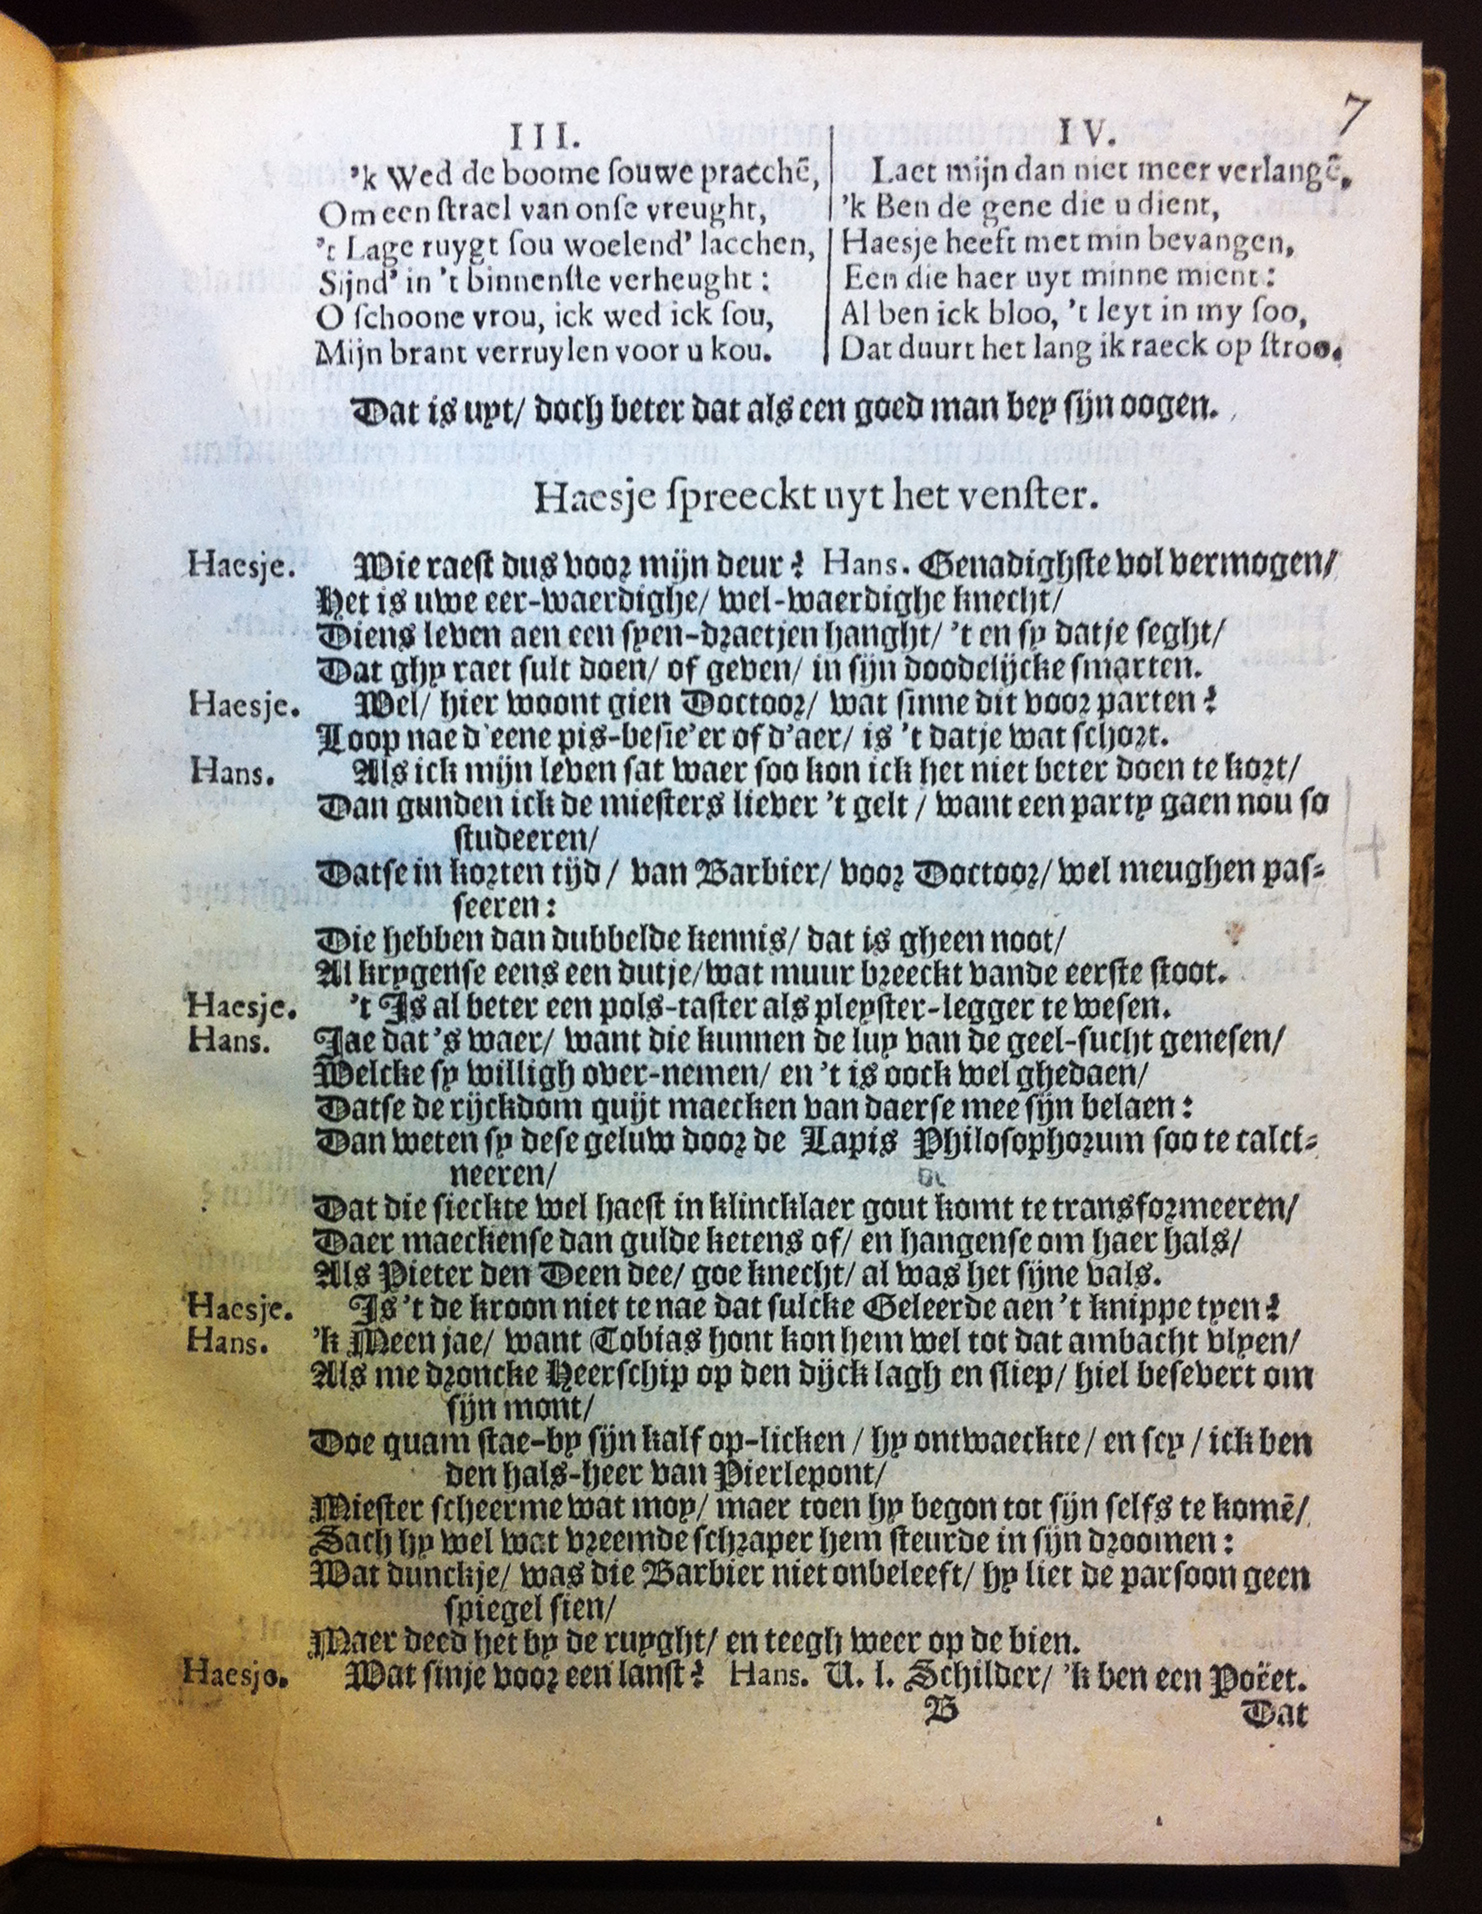 7
III.
'k Wed de boome souwe pracchē,
Om een strael van onse vreught,
't Lage ruygt sou woelend' lacchen,
Sijnd' in 't binnenste verheught:
O schoone vrou, ick wed ick sou,
Mijn brant verruylen voor u kou.
IV.
Laet mijn dan niet meer verlangē,
'k Ben de gene die u dient,
Haesje heeft met min bevangen,
Een die haer uyt minne mient:
Al ben ick bloo, 't leyt in my soo,
Dat duurt het lang ik raeck op stroo.
Dat is uyt/ doch beter dat als een goed man bey sijn oogen.
Haesje spreeckt uyt het venster.
Haesje. Wie raest dus voor mijn deur? Hans. Genadighste vol vermogen/
Het is uwe eer-waerdighe/ wel-waerdighe knecht/
Diens leven aen een spen-draetjen hanght/ 't en sy datje seght/
Dat ghy raet sult doen/ of geven/ in sijn doodelijcke smarten.
Haesje. Wel/ hier woont gien Doctoor/ wat sinne dit voor parten?
Loop nae d'eene pis-besie'er of d'aer/ is 't datje wat schort.
Hans. Als ick mijn leven sat waer soo kon ick het niet beter doen te kort/
Dan gunden ick de miesters liever 't gelt / want een party gaen nou so
studeeren/
Datse in korten tijd / van Barbier/ voor Doctoor/ wel meughen pas-
seeren:
Die hebben dan dubbelde kennis/ dat is gheen noot/
Al krygense eens een dutje/ wat muur breeckt vande eerste stoot.
Haesje. 't Is al beter een pols-taster als pleyster-legger te wesen.
Hans. Jae dat 's waer/ want die kunnen de luy van de geel-sucht genesen/
Welcke sy willigh over-nemen/ en 't is oock wel ghedaen/
Datse de rijckdom quijt maecken van daerse mee sijn belaen:
Dan weten sy dese geluw door de Lapis Philosophorum soo te calci-
neeren/
Dat die sieckte wel haest in klincklaer gout komt te transformeeren/
Daer maeckense dan gulde ketens of/ en hangense om haer hals/
Als Pieter den Deen dee/ goe knecht/ al was het sijne vals.
Haesje. Is 't de kroon niet te nae dat sulcke Geleerde aen 't knippe tyen?
Hans. 'k Meen jae/ want Tobias hont kon hem wel tot dat ambacht vlyen/
Als me droncke Heerschip op den dijck lagh en sliep/ hiel besevert om
sijn mont/
Doe quam stae-by sijn kalf op-licken / hy ontwaeckte/ en sey / ick ben
den hals-heer van Pierlepont/
Miester scheerme wat moy/ maer toen hy begon tot sijn selfs te komē/
Sach hy wel wat vreemde schraper hem steurde in sijn droomen:
Wat dunckje/ was die Barbier niet onbeleeft/ hy liet de parsoon geen
spiegel sien/
Maer deed het by de ruyght/ en teegh weer op de bien.
Haesjo. Wat sinje voor een lanst? Hans. U. l. Schilder/ 'k ben een Poëet.
B Dat